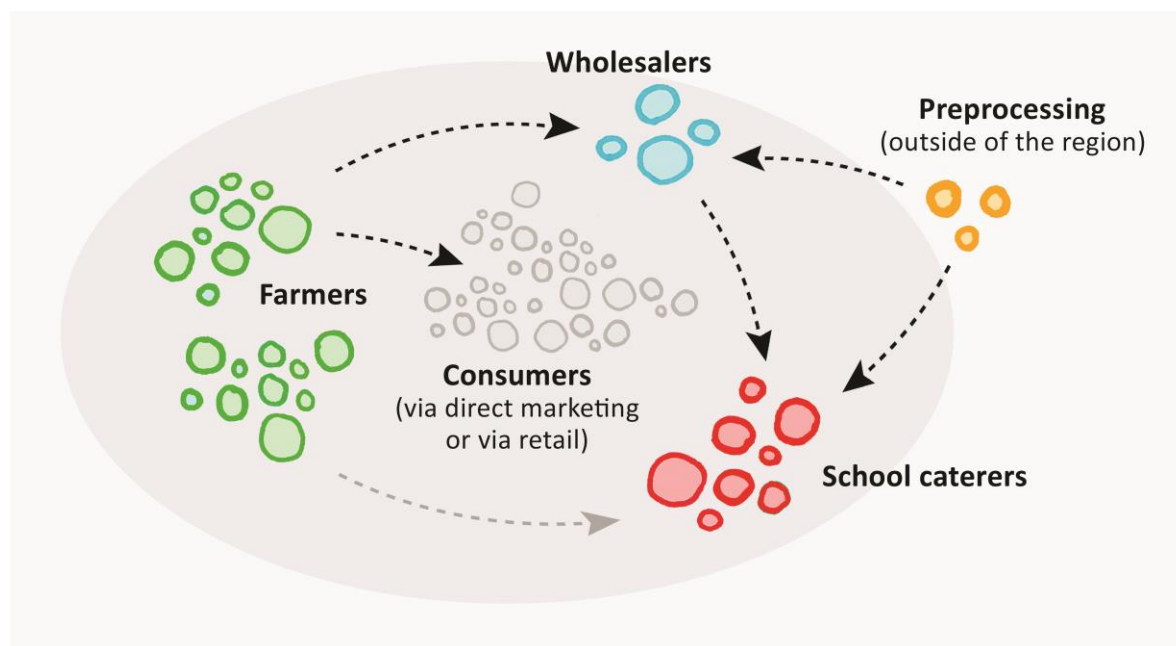 Wholesalers
Preprocessing
(outside of the region)
Farmers
Consumers
(via direct marketing
or via retail)
School caterers